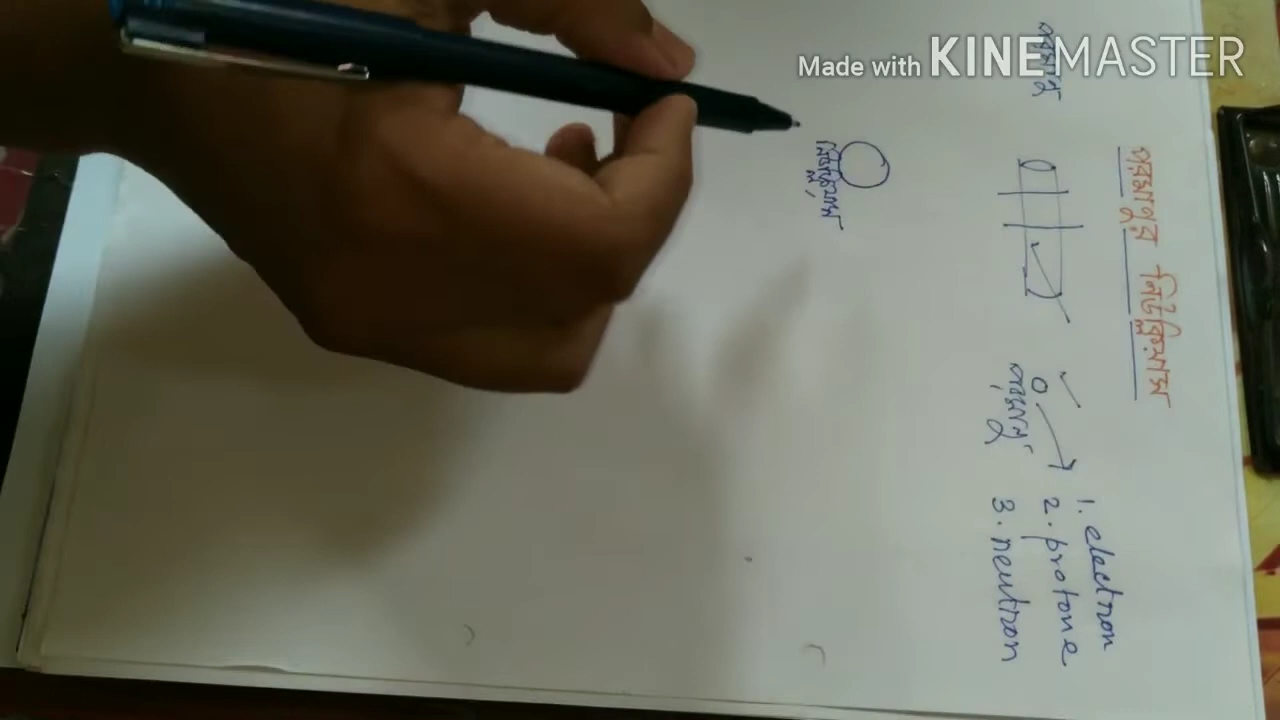 Made with KINEMASTER
পরমাণুর নিউক্লিয়াস
পরমাণু
1. electron
2. protone
3. neutron
নিউক্লিয়াস